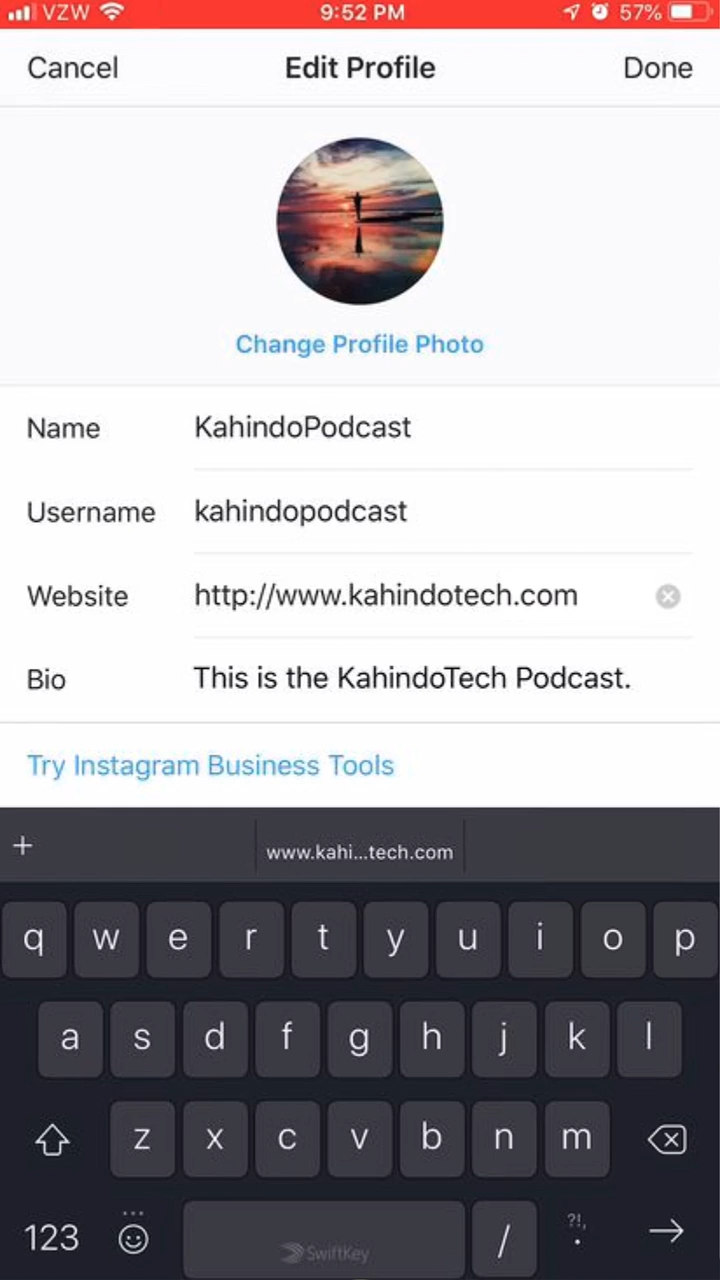 VZW 9:52 PM 57%
Cancel Edit Profile Done
Change Profile Photo
Name KahindoPodcast
Username kahindopodcast
Website http://www.kahindotech.com
Bio This is the KahindoTech Podcast.
Try Instagram Business Tools
+ www.kahi...tech.com
q w e r t y u i o p
a s d f g h j k l
z x c v b n m
123 SwiftKey / ?!, .